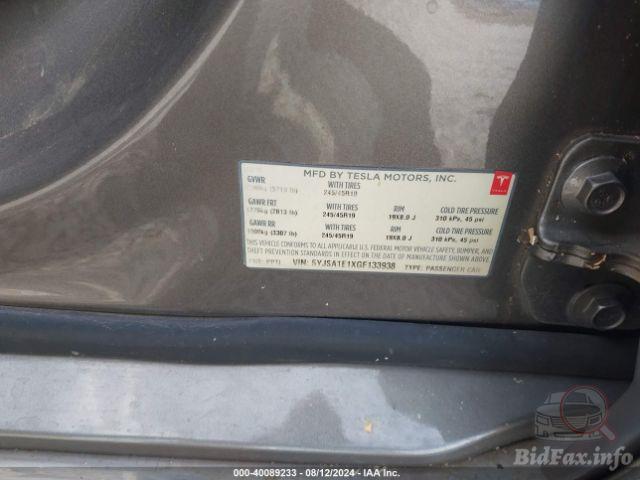 MFD BY TESLA MOTORS, INC.
GVWR WITH TIRES
245/45R19
GAWR FRT WITH TIRES RIM COLD TIRE PRESSURE
245/45R19 19X8.0 J 310 kPa, 45 psi
GAWR RR WITH TIRES RIM COLD TIRE PRESSURE
(3307 lb) 245/45R19 19X8.0 J 310 kPa, 45 psi
THIS VEHICLE CONFORMS TO ALL APPLICABLE U.S. FEDERAL MOTOR VEHICLE SAFETY, BUMPER, AND
THEFT PREVENTION STANDARDS IN EFFECT ON THE DATE OF MANUFACTURE SHOWN ABOVE.
VIN: 5YJSA1E1XGF133938 TYPE: PASSENGER CAR
TESLA
BidFax.info
www - 40089233 - 08/12/2024 - IAA Inc.